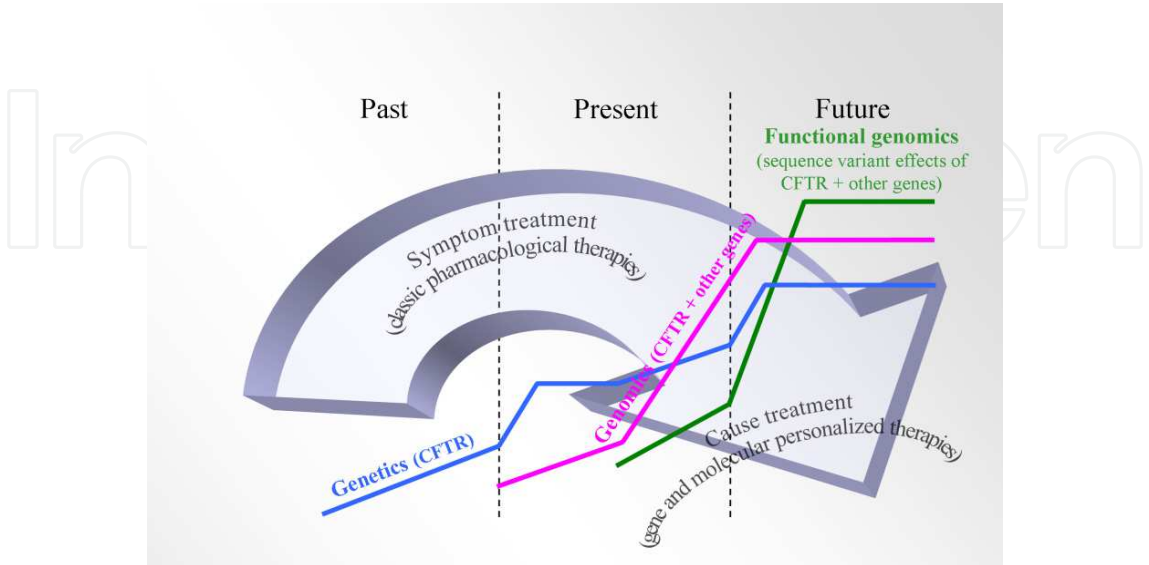 Past
Present
Future
Functional genomics
(sequence variant effects of
CFTR + other genes)
Symptom treatment
(classic pharmacological therapies)
Genomics (CFTR + other genes)
Genetics (CFTR)
Cause treatment
(gene and molecular personalized therapies)